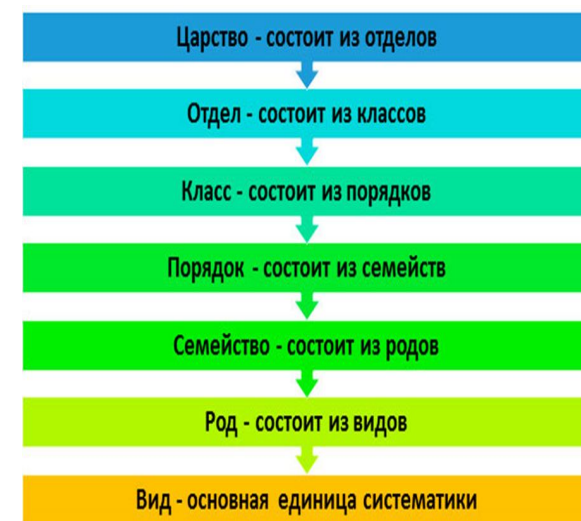 Царство - состоит из отделов
Отдел - состоит из классов
Класс - состоит из порядков
Порядок - состоит из семейств
Семейство - состоит из родов
Род - состоит из видов
Вид - основная единица систематики